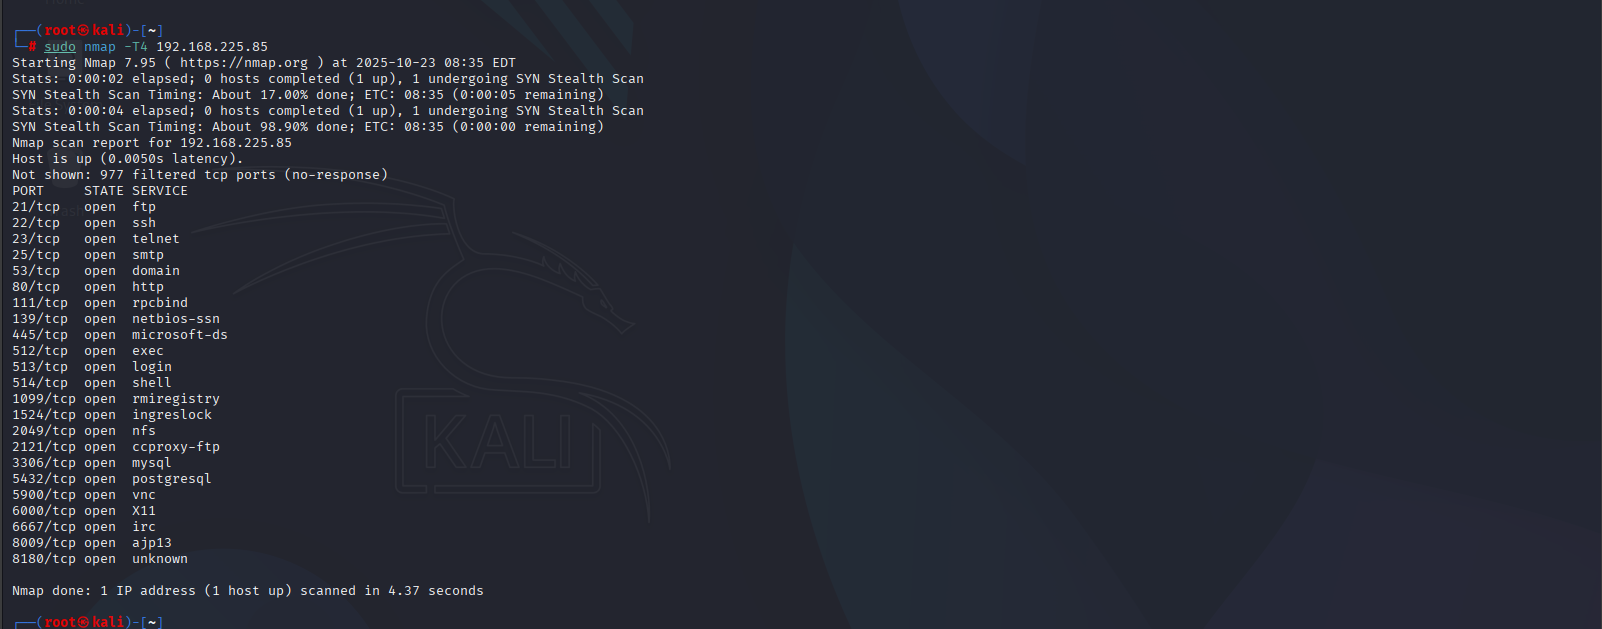 ┌──(root㉿kali)-[~]
└─# sudo nmap -T4 192.168.225.85
Starting Nmap 7.95 ( https://nmap.org ) at 2025-10-23 08:35 EDT
Stats: 0:00:02 elapsed; 0 hosts completed (1 up), 1 undergoing SYN Stealth Scan
SYN Stealth Scan Timing: About 17.00% done; ETC: 08:35 (0:00:05 remaining)
Stats: 0:00:04 elapsed; 0 hosts completed (1 up), 1 undergoing SYN Stealth Scan
SYN Stealth Scan Timing: About 98.90% done; ETC: 08:35 (0:00:00 remaining)
Nmap scan report for 192.168.225.85
Host is up (0.0050s latency).
Not shown: 977 filtered tcp ports (no-response)
PORT     STATE SERVICE
21/tcp   open  ftp
22/tcp   open  ssh
23/tcp   open  telnet
25/tcp   open  smtp
53/tcp   open  domain
80/tcp   open  http
111/tcp  open  rpcbind
139/tcp  open  netbios-ssn
445/tcp  open  microsoft-ds
512/tcp  open  exec
513/tcp  open  login
514/tcp  open  shell
1099/tcp open  rmiregistry
1524/tcp open  ingreslock
2049/tcp open  nfs
2121/tcp open  ccproxy-ftp
3306/tcp open  mysql
5432/tcp open  postgresql
5900/tcp open  vnc
6000/tcp open  X11
6667/tcp open  irc
8009/tcp open  ajp13
8180/tcp open  unknown
KALI
Nmap done: 1 IP address (1 host up) scanned in 4.37 seconds
┌──(root㉿kali)-[~]